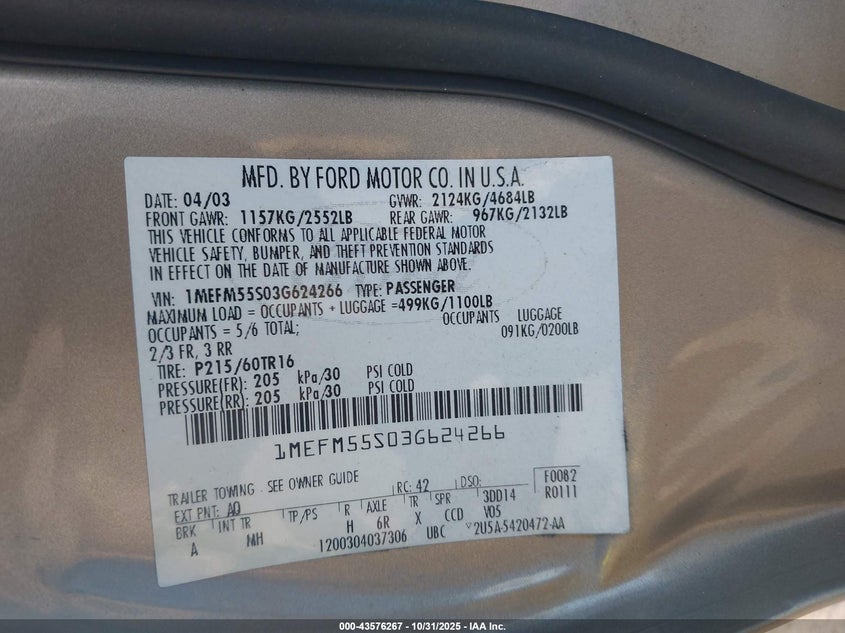 MFD. BY FORD MOTOR CO. IN U.S.A.
DATE: 04/03 GVWR: 2124KG/4684LB
FRONT GAWR: 1157KG/2552LB REAR GAWR: 967KG/2132LB
THIS VEHICLE CONFORMS TO ALL APPLICABLE FEDERAL MOTOR
VEHICLE SAFETY, BUMPER, AND THEFT PREVENTION STANDARDS
IN EFFECT ON THE DATE OF MANUFACTURE SHOWN ABOVE.
VIN: 1MEFM55S03G624266 TYPE: PASSENGER
MAXIMUM LOAD = OCCUPANTS + LUGGAGE =499KG/1100LB
OCCUPANTS = 5/6 TOTAL; OCCUPANTS LUGGAGE
2/3 FR, 3 RR 091KG/0200LB
TIRE: P215/60TR16
PRESSURE(FR): 205 kPa/30 PSI COLD
PRESSURE(RR): 205 kPa/30 PSI COLD
1MEFM55S03G624266
TRAILER TOWING - SEE OWNER GUIDE RC: 42 DSO: F0082
EXT PNT: AQ 3DD14 R0111
BRK INT TR TP/PS R AXLE TR SPR V05
A MH H 6R X CCD
1200304037306 UBC V2U5A-5420472-AA
000-43576267 - 10/31/2025 - IAA Inc.